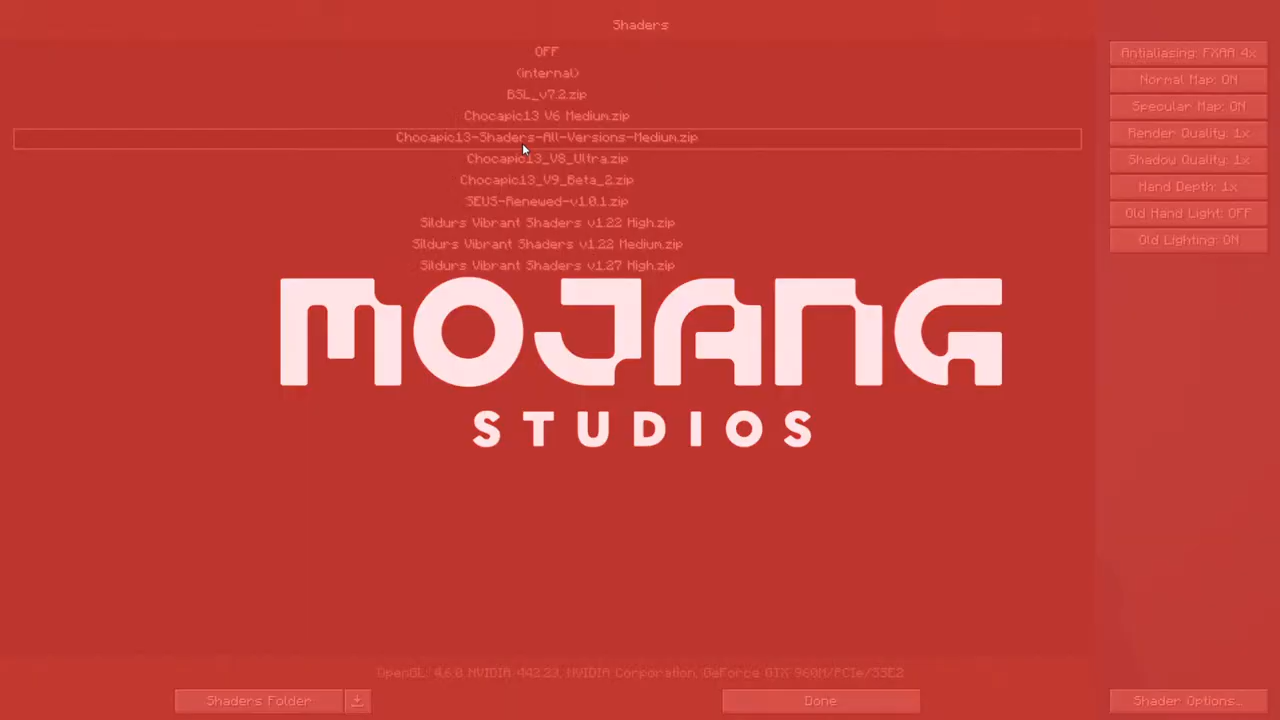 Shaders
OFF
(internal)
BSL_v7.2.zip
Chocapic13 V6 Medium.zip
Chocapic13-Shaders-All-Versions-Medium.zip
Chocapic13_V8_Ultra.zip
Chocapic13_V9_Beta_2.zip
SEUS-Renewed-v1.0.1.zip
Sildurs Vibrant Shaders v1.22 High.zip
Sildurs Vibrant Shaders v1.22 Medium.zip
Sildurs Vibrant Shaders v1.27 High.zip
Antialiasing: FXAA 4x
Normal Map: ON
Specular Map: ON
Render Quality: 1x
Shadow Quality: 1x
Hand Depth: 1x
Old Hand Light: OFF
Old Lighting: ON
MOJANG
STUDIOS
OpenGL: 4.6.0 NVIDIA 442.23, NVIDIA Corporation, GeForce GTX 960M/PCIe/SSE2
Shaders Folder
Done
Shader Options...